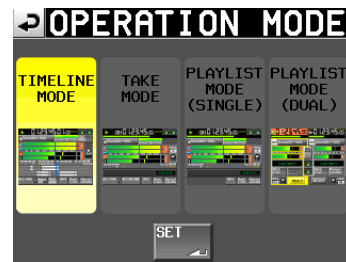 OPERATION MODE
TIMELINE
MODE
TAKE
MODE
PLAYLIST
MODE
(SINGLE)
PLAYLIST
MODE
(DUAL)
SET